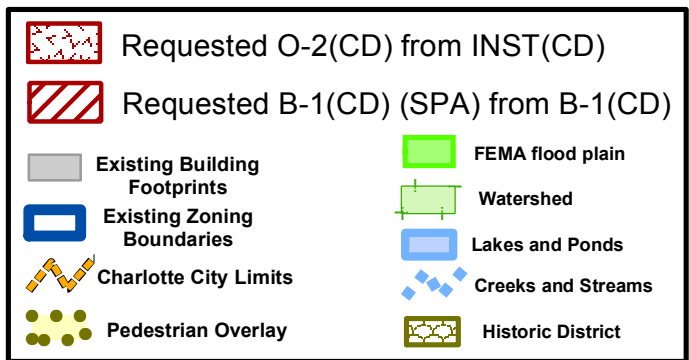 Requested O-2(CD) from INST(CD)
Requested B-1(CD) (SPA) from B-1(CD)
Existing Building
Footprints
Existing Zoning
Boundaries
Charlotte City Limits
Pedestrian Overlay
FEMA flood plain
Watershed
Lakes and Ponds
Creeks and Streams
Historic District